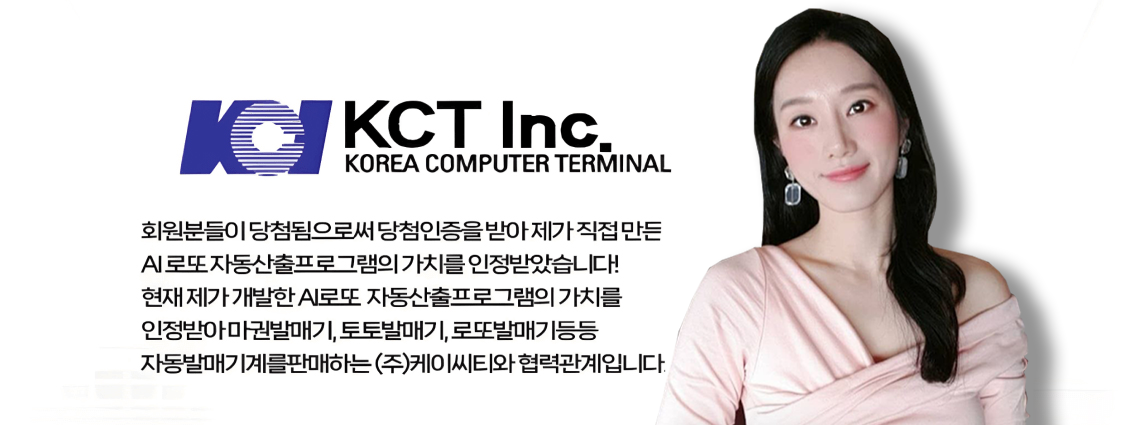 KCT Inc.
KOREA COMPUTER TERMINAL
회원분들이 당첨됨으로써 당첨인증을 받아 제가 직접 만든
AI 로또 자동산출프로그램의 가치를 인정받았습니다!
현재 제가 개발한 AI로또 자동산출프로그램의 가치를
인정받아 마권발매기, 토토발매기, 로또발매기등등
자동발매기계를판매하는 (주)케이씨티와 협력관계입니다.